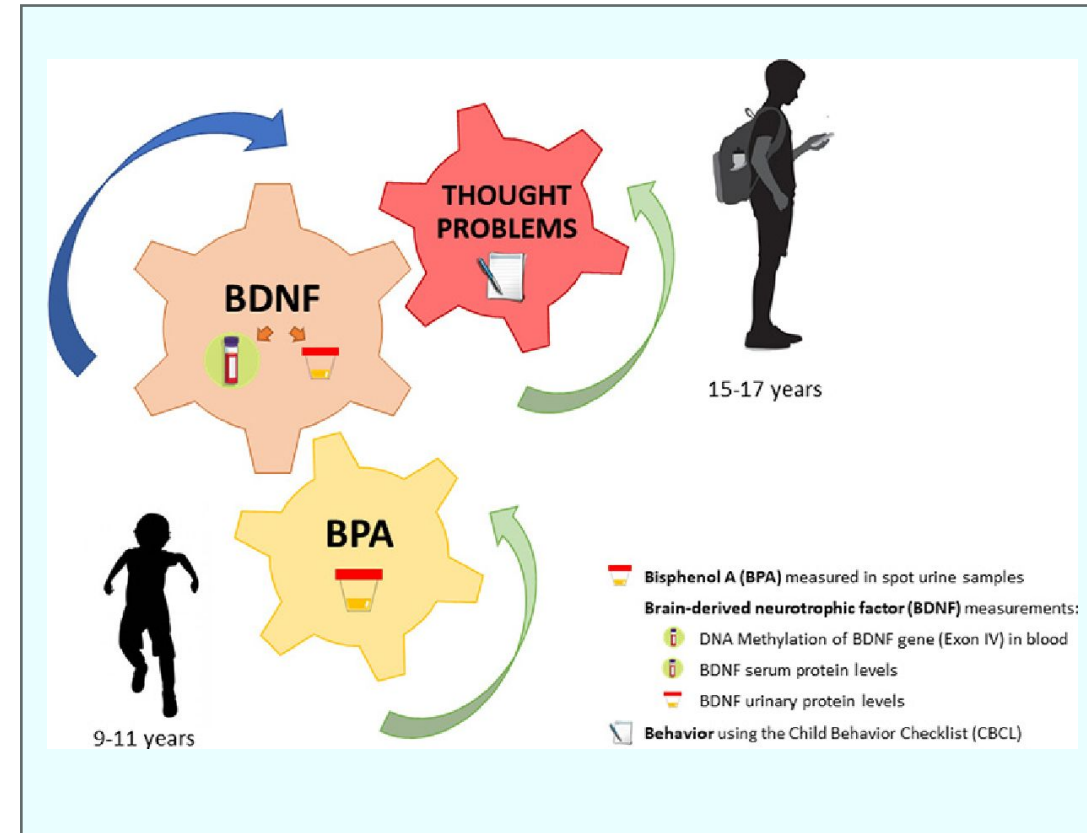 THOUGHT
PROBLEMS
BDNF
15-17 years
BPA
9-11 years
Bisphenol A (BPA) measured in spot urine samples
Brain-derived neurotrophic factor (BDNF) measurements:
DNA Methylation of BDNF gene (Exon IV) in blood
BDNF serum protein levels
BDNF urinary protein levels
Behavior using the Child Behavior Checklist (CBCL)